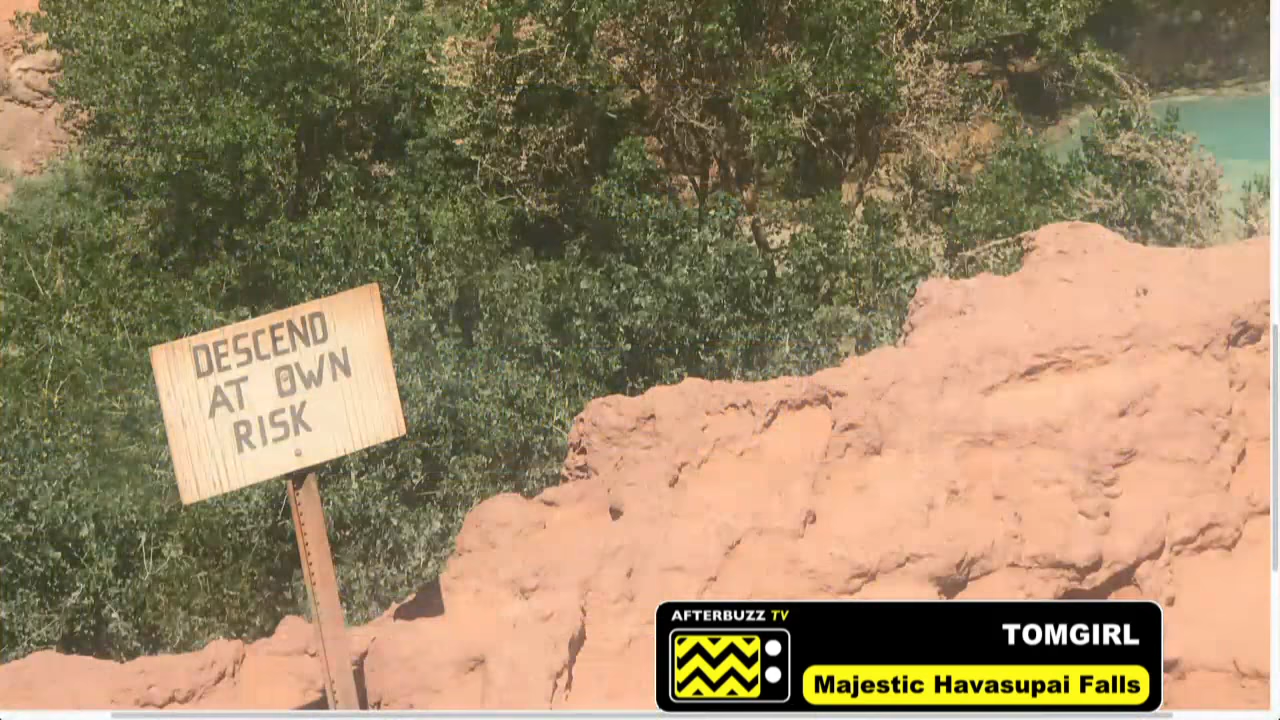 DESCEND
AT OWN
RISK
AFTERBUZZ TV
TOMGIRL
Majestic Havasupai Falls